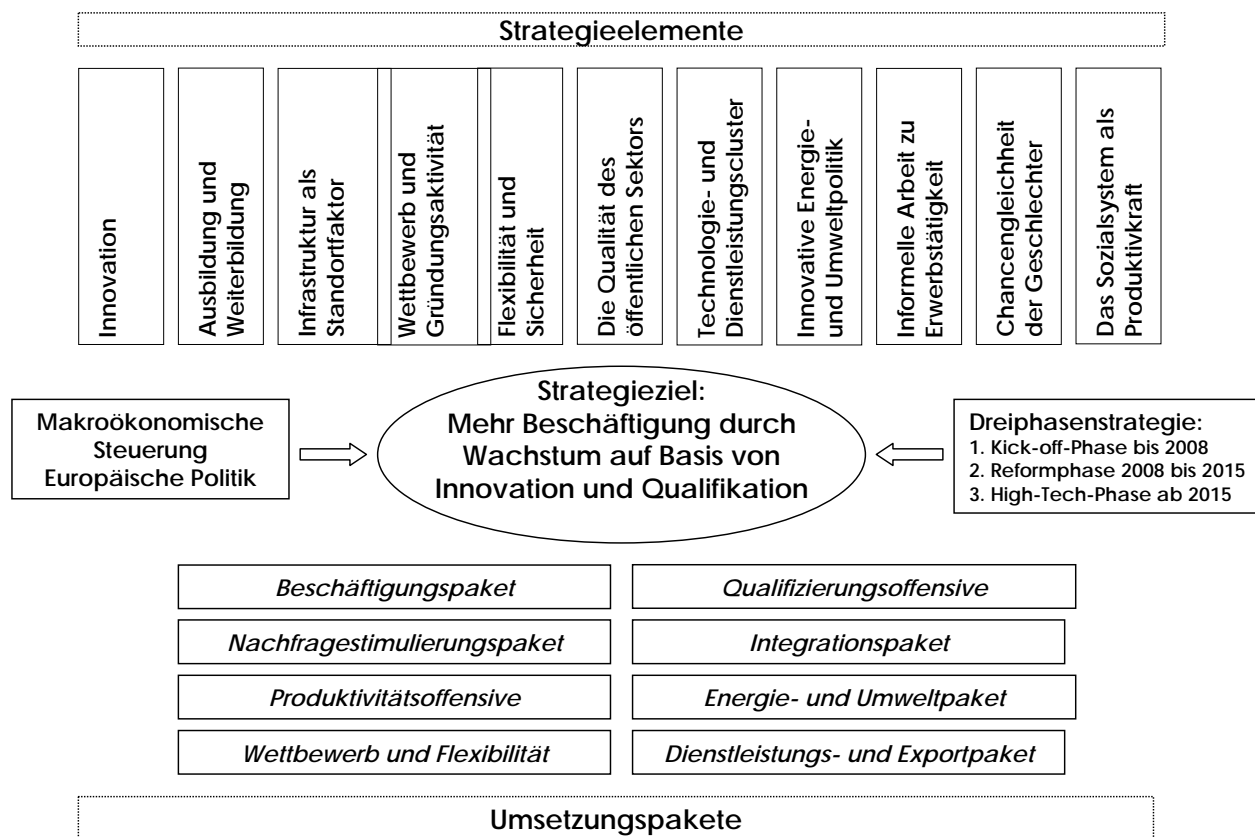 Strategieelemente
Innovation
Ausbildung und
Weiterbildung
Infrastruktur als
Standortfaktor
Wettbewerb und
Gründungsaktivität
Flexibilität und
Sicherheit
Die Qualität des
öffentlichen Sektors
Technologie- und
Dienstleistungscluster
Innovative Energie-
und Umweltpolitik
Informelle Arbeit zu
Erwerbstätigkeit
Chancengleichheit
der Geschlechter
Das Sozialsystem als
Produktivkraft
Makroökonomische
Steuerung
Europäische Politik
Strategieziel:
Mehr Beschäftigung durch
Wachstum auf Basis von
Innovation und Qualifikation
Dreiphasenstrategie:
1. Kick-off-Phase bis 2008
2. Reformphase 2008 bis 2015
3. High-Tech-Phase ab 2015
Beschäftigungspaket
Qualifizierungsoffensive
Nachfragestimulierungspaket
Integrationspaket
Produktivitätsoffensive
Energie- und Umweltpaket
Wettbewerb und Flexibilität
Dienstleistungs- und Exportpaket
Umsetzungspakete